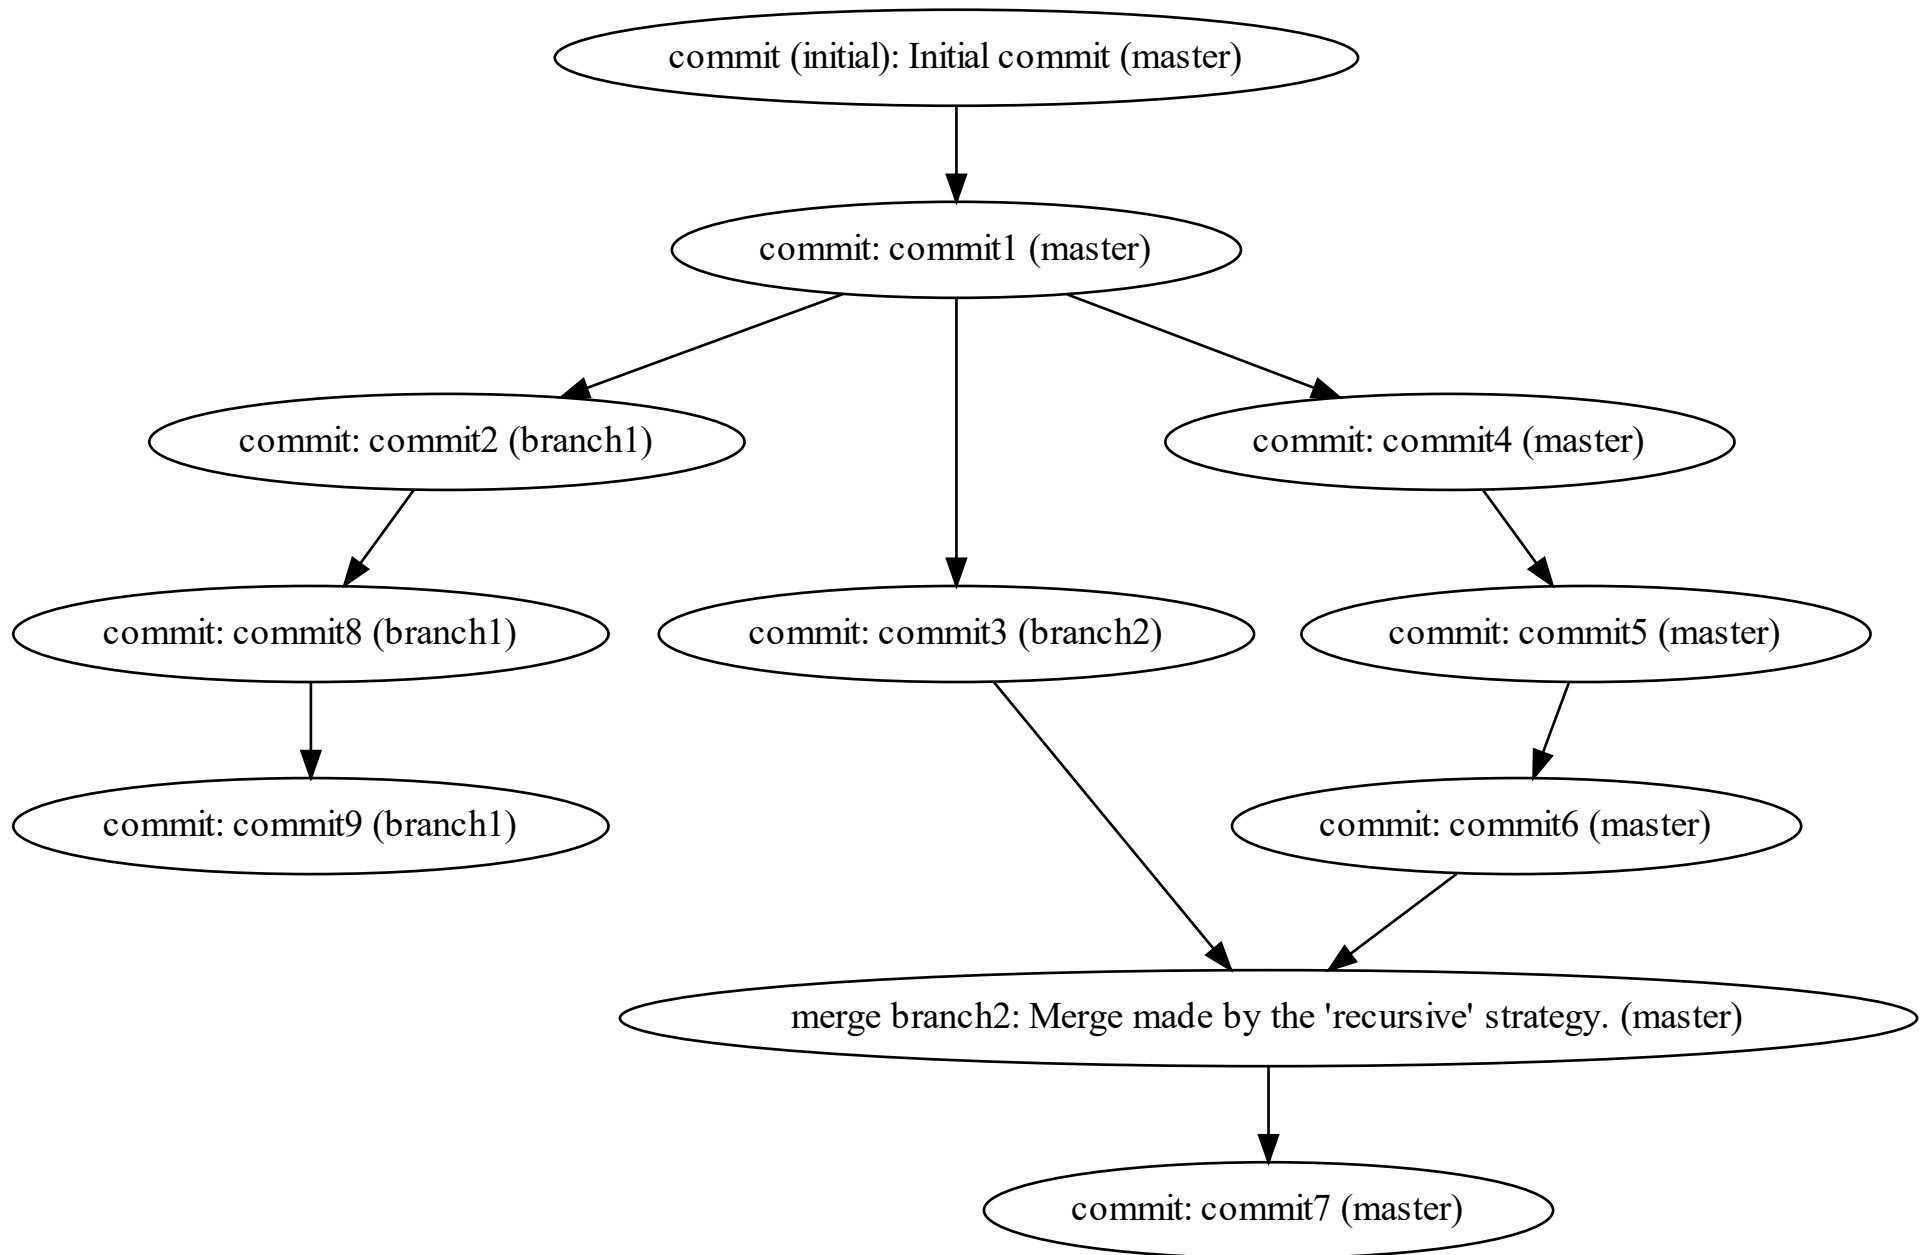 commit (initial): Initial commit (master)
commit: commit1 (master)
commit: commit2 (branch1)
commit: commit4 (master)
commit: commit8 (branch1)
commit: commit3 (branch2)
commit: commit5 (master)
commit: commit9 (branch1)
commit: commit6 (master)
merge branch2: Merge made by the 'recursive' strategy. (master)
commit: commit7 (master)